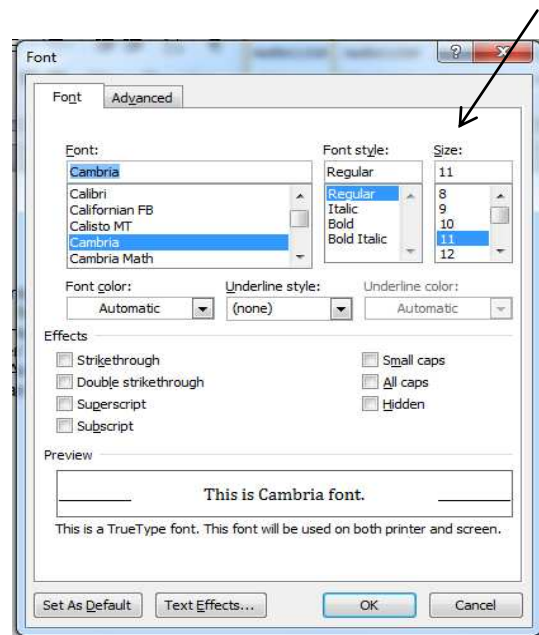 Font
Font Advanced
Font: Font style: Size:
Cambria Regular 11
Calibri Regular 8
Californian FB Italic 9
Calisto MT Bold 10
Cambria Bold Italic 11
Cambria Math 12
Font color: Underline style: Underline color:
Automatic (none) Automatic
Effects
Strikethrough Small caps
Double strikethrough All caps
Superscript Hidden
Subscript
Preview
This is Cambria font.
This is a TrueType font. This font will be used on both printer and screen.
Set As Default Text Effects... OK Cancel